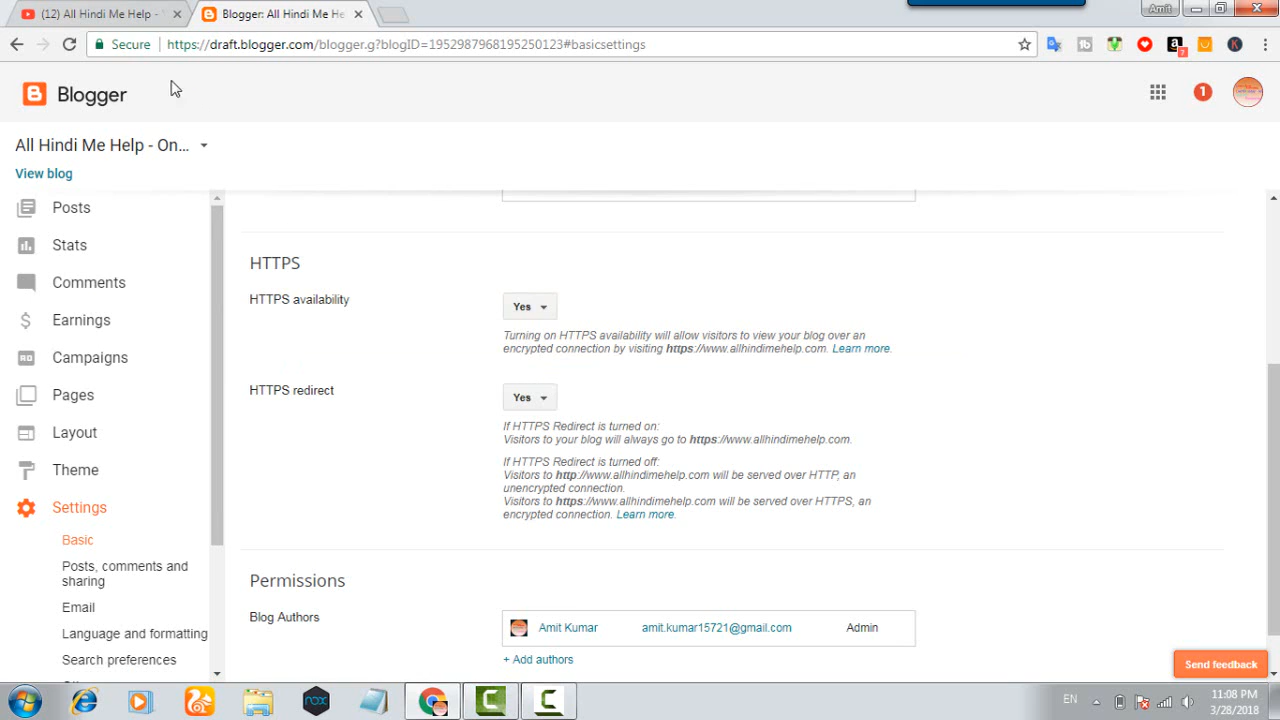 (12) All Hindi Me Help -
Blogger: All Hindi Me He
Amit
Secure
https://draft.blogger.com/blogger.g?blogID=1952987968195250123#basicsettings
7
Blogger
1
All Hindi Me Help - On...
View blog
Posts
Stats
Comments
Earnings
Campaigns
Pages
Layout
Theme
Settings
Basic
Posts, comments and
sharing
Email
Language and formatting
Search preferences
HTTPS
HTTPS availability
Yes
Turning on HTTPS availability will allow visitors to view your blog over an
encrypted connection by visiting https://www.allhindimehelp.com. Learn more.
HTTPS redirect
Yes
If HTTPS Redirect is turned on:
Visitors to your blog will always go to https://www.allhindimehelp.com.
If HTTPS Redirect is turned off:
Visitors to http://www.allhindimehelp.com will be served over HTTP, an
unencrypted connection.
Visitors to https://www.allhindimehelp.com will be served over HTTPS, an
encrypted connection. Learn more.
Permissions
Blog Authors
Amit Kumar amit.kumar15721@gmail.com Admin
+ Add authors
Send feedback
nox
EN
11:08 PM
3/28/2018